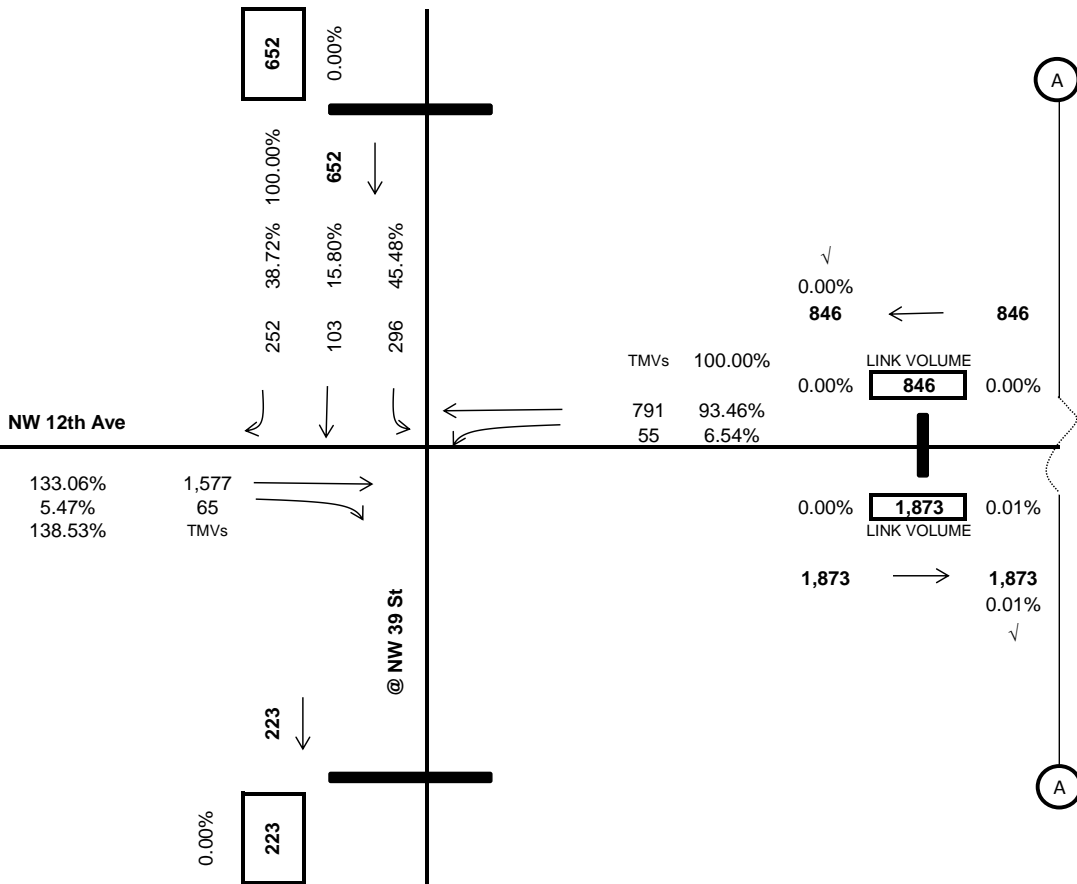 652
0.00%
A
100.00%
652
38.72%
15.80%
45.48%
252
103
296
√
0.00%
846 846
TMVs 100.00%
LINK VOLUME
0.00% 846 0.00%
791 93.46%
55 6.54%
NW 12th Ave
133.06% 1,577
5.47% 65
138.53% TMVs
0.00% 1,873 0.01%
LINK VOLUME
1,873 1,873
0.01%
√
@ NW 39 St
223
A
0.00%
223